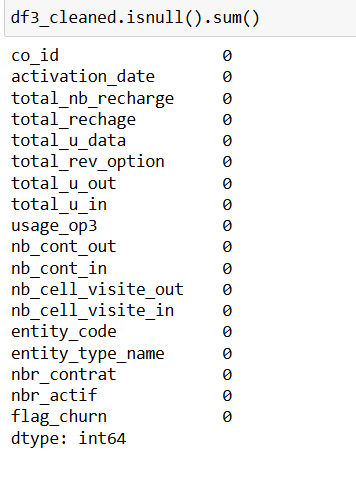 df3_cleaned.isnull().sum()
co_id 0
activation_date 0
total_nb_recharge 0
total_rechage 0
total_u_data 0
total_rev_option 0
total_u_out 0
total_u_in 0
usage_op3 0
nb_cont_out 0
nb_cont_in 0
nb_cell_visite_out 0
nb_cell_visite_in 0
entity_code 0
entity_type_name 0
nbr_contrat 0
nbr_actif 0
flag_churn 0
dtype: int64